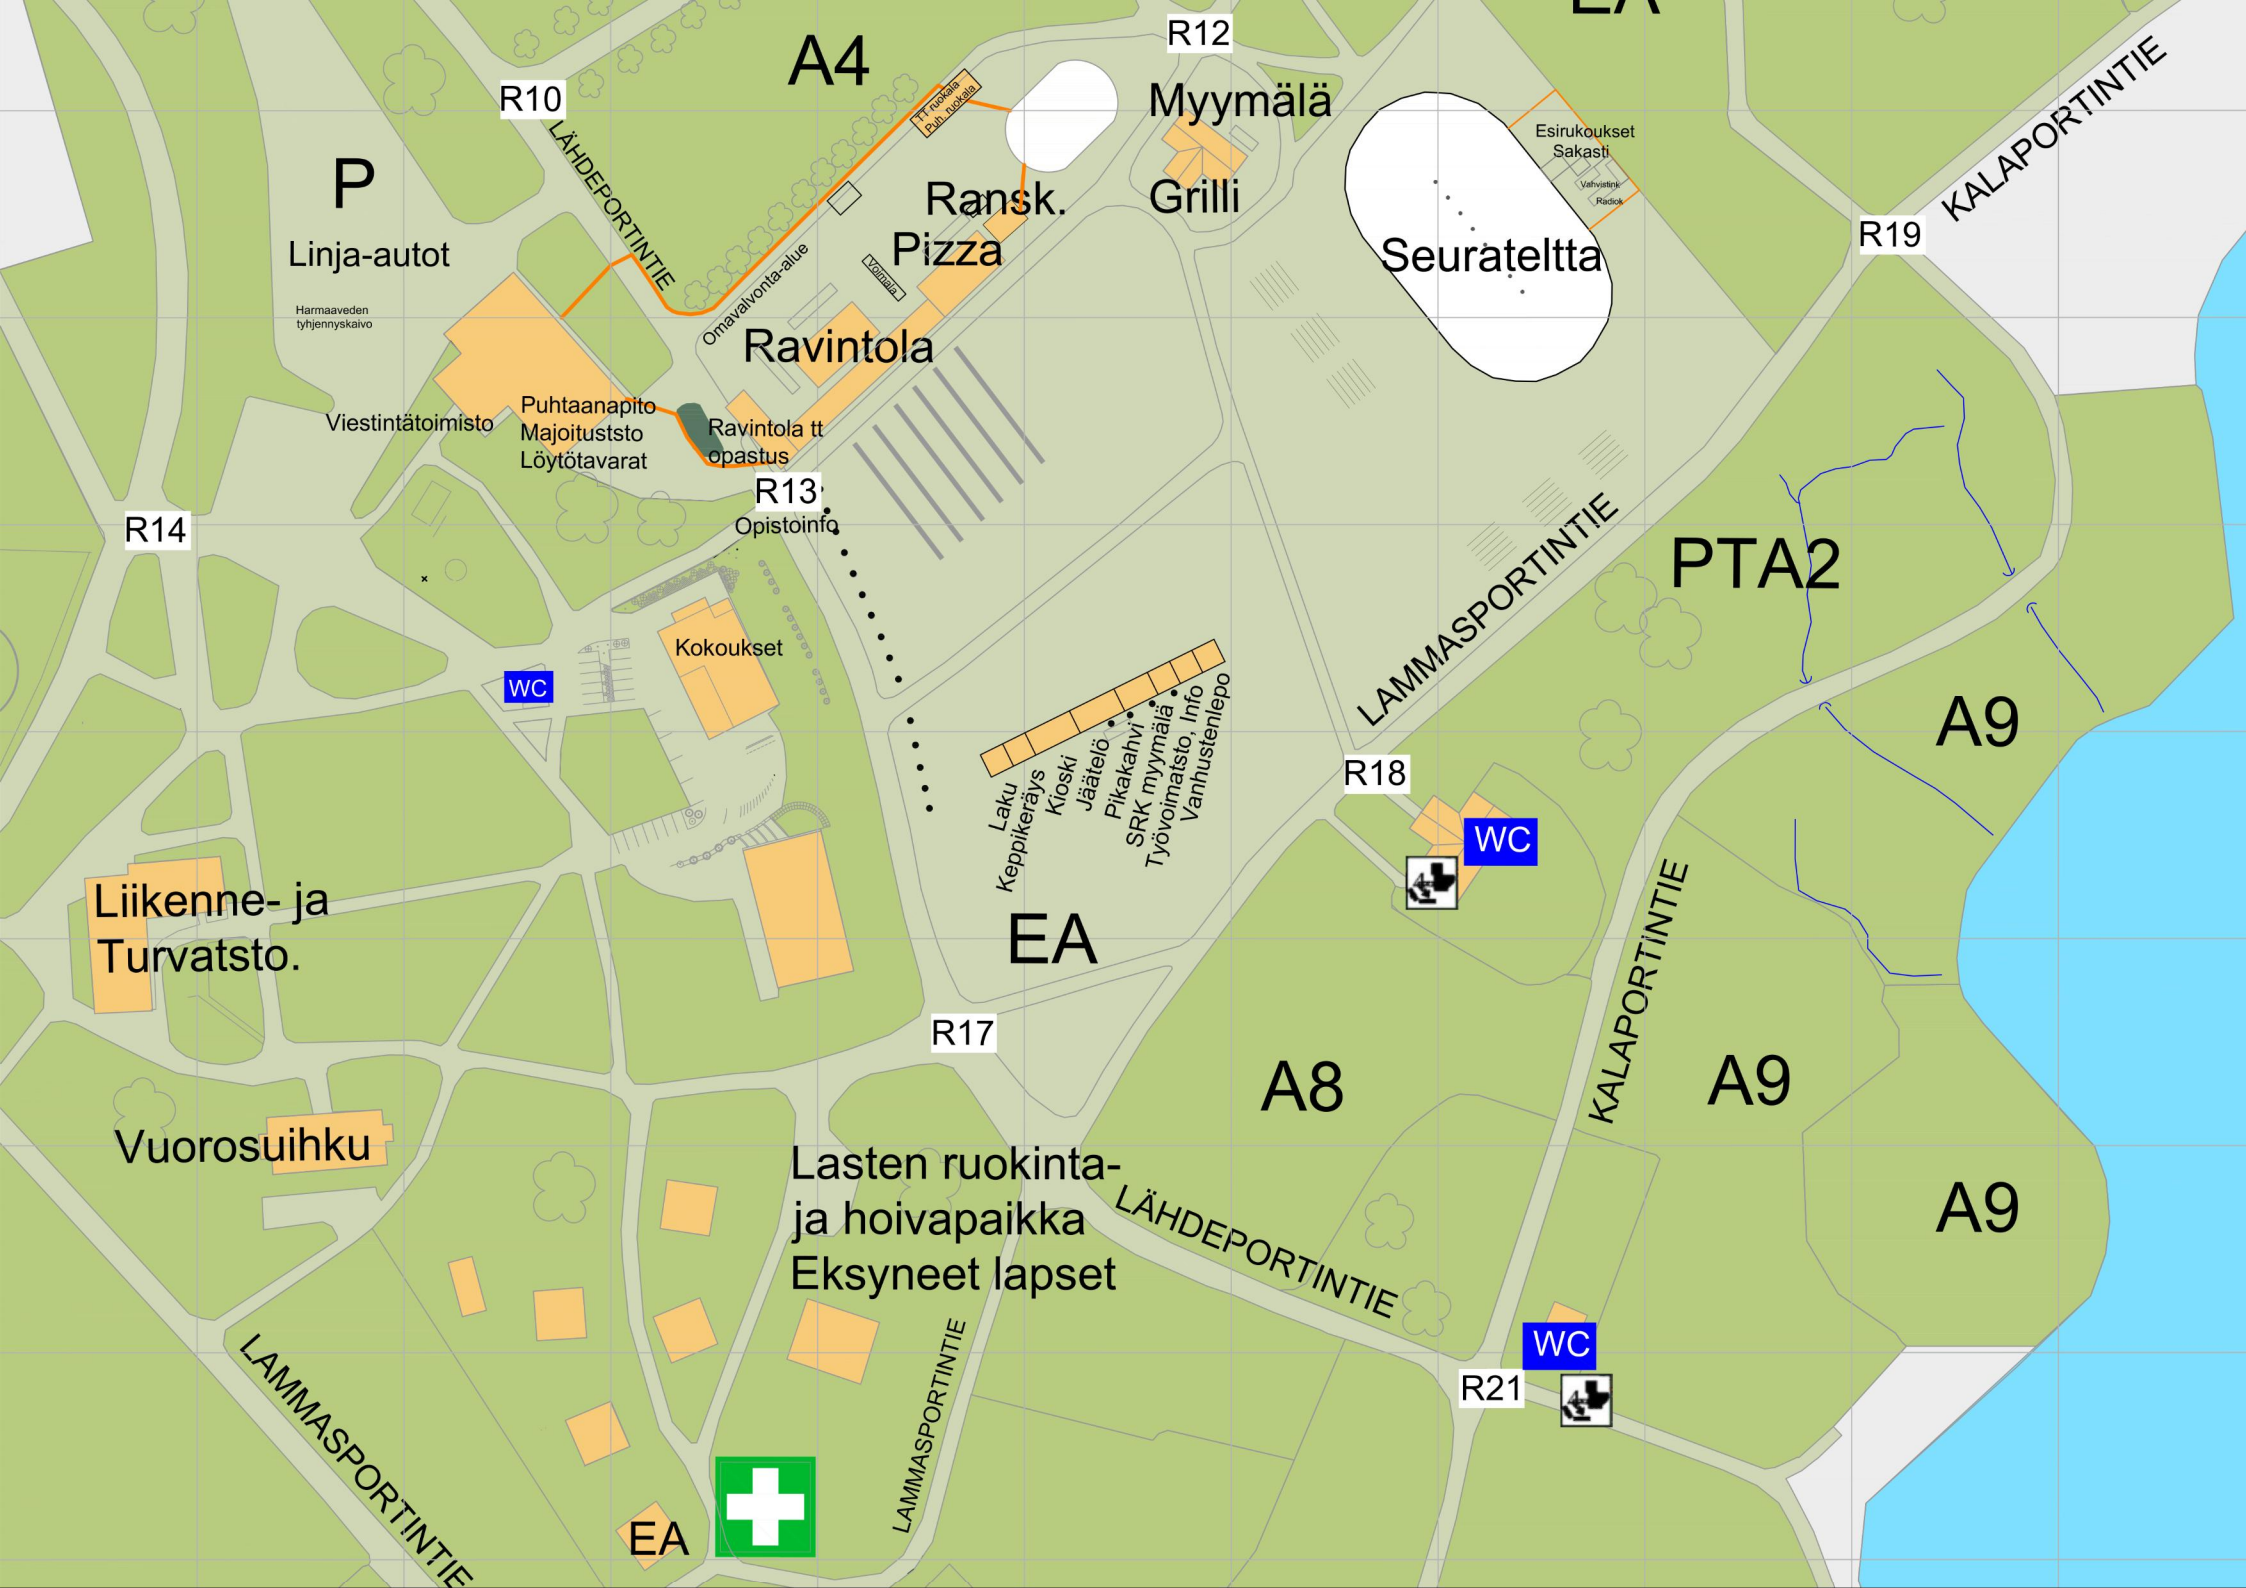 EA
R12
A4
KALAPORTINTIE
R10
TT ruokala
Puh. ruokala
Myymälä
LÄHDEPORTINTIE
Esirukoukset
Sakasti
P
Vahvistink
Radiok
Ransk.
Grilli
R19
Linja-autot
Pizza
Seurateltta
Omavalvonta-alue
Voimala
Harmaaveden
tyhjennyskaivo
Ravintola
Puhtaanapito
Viestintätoimisto
Majoituststo
Löytötavarat
Ravintola tt
opastus
R13
Opistoinfo
R14
LAMMASPORTINTIE
PTA2
Kokoukset
WC
A9
Laku
Keppikeräys
Kioski
Jäätelö
Pikakahvi
SRK myymälä
Työvoimatsto, Info
Vanhustenlepo
R18
WC
Liikenne- ja
Turvatsto.
EA
KALAPORTINTIE
R17
A8
A9
Vuorosuihku
Lasten ruokinta-
ja hoivapaikka
Eksyneet lapset
LÄHDEPORTINTIE
A9
LAMMASPORTINTIE
LAMMASPORTINTIE
WC
R21
EA